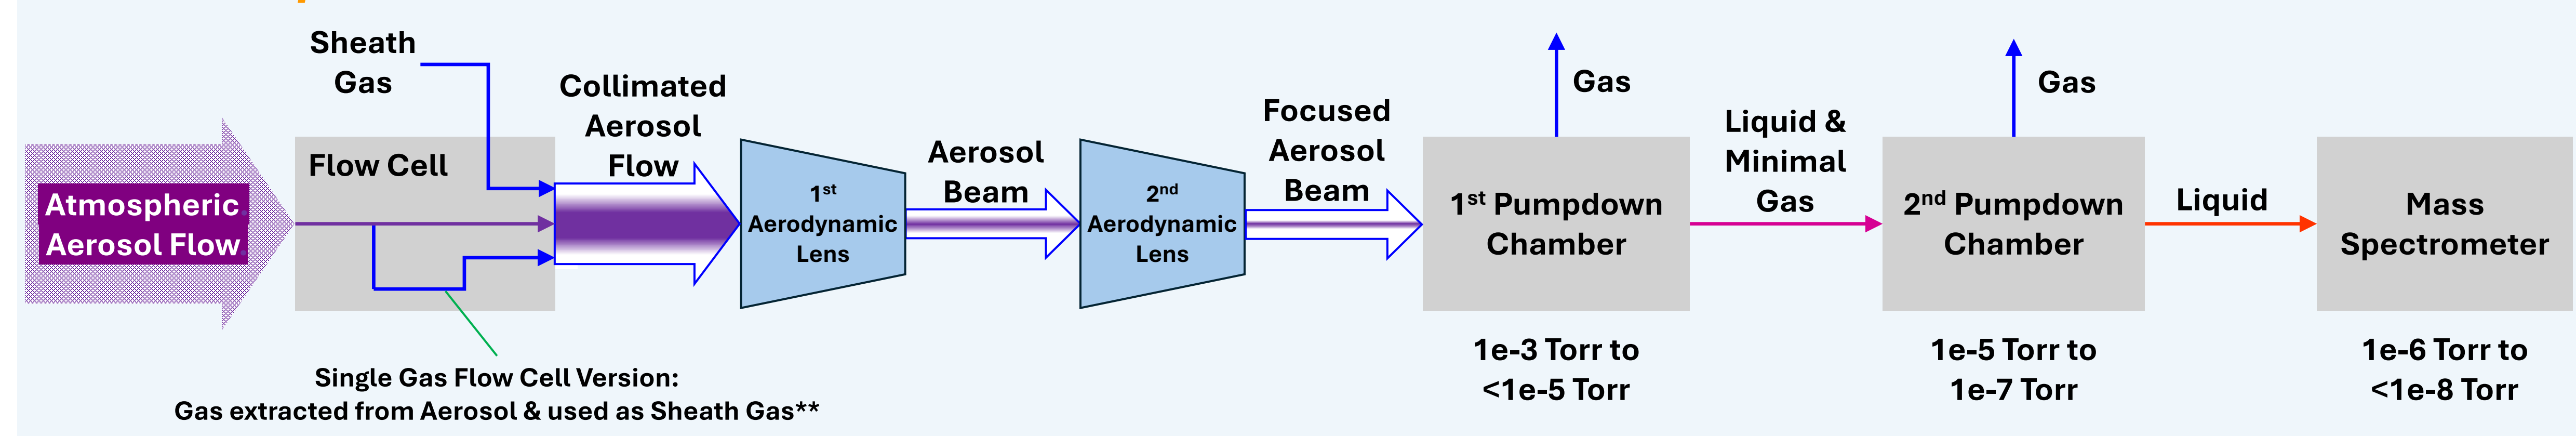 Sheath
Gas
Collimated
Aerosol
Flow
Flow Cell
Atmospheric
Aerosol Flow
1st
Aerodynamic
Lens
Aerosol
Beam
2nd
Aerodynamic
Lens
Focused
Aerosol
Beam
Gas
1st Pumpdown
Chamber
Liquid &
Minimal
Gas
Gas
2nd Pumpdown
Chamber
Liquid
Mass
Spectrometer
Single Gas Flow Cell Version:
Gas extracted from Aerosol & used as Sheath Gas**
1e-3 Torr to
<1e-5 Torr
1e-5 Torr to
1e-7 Torr
1e-6 Torr to
<1e-8 Torr